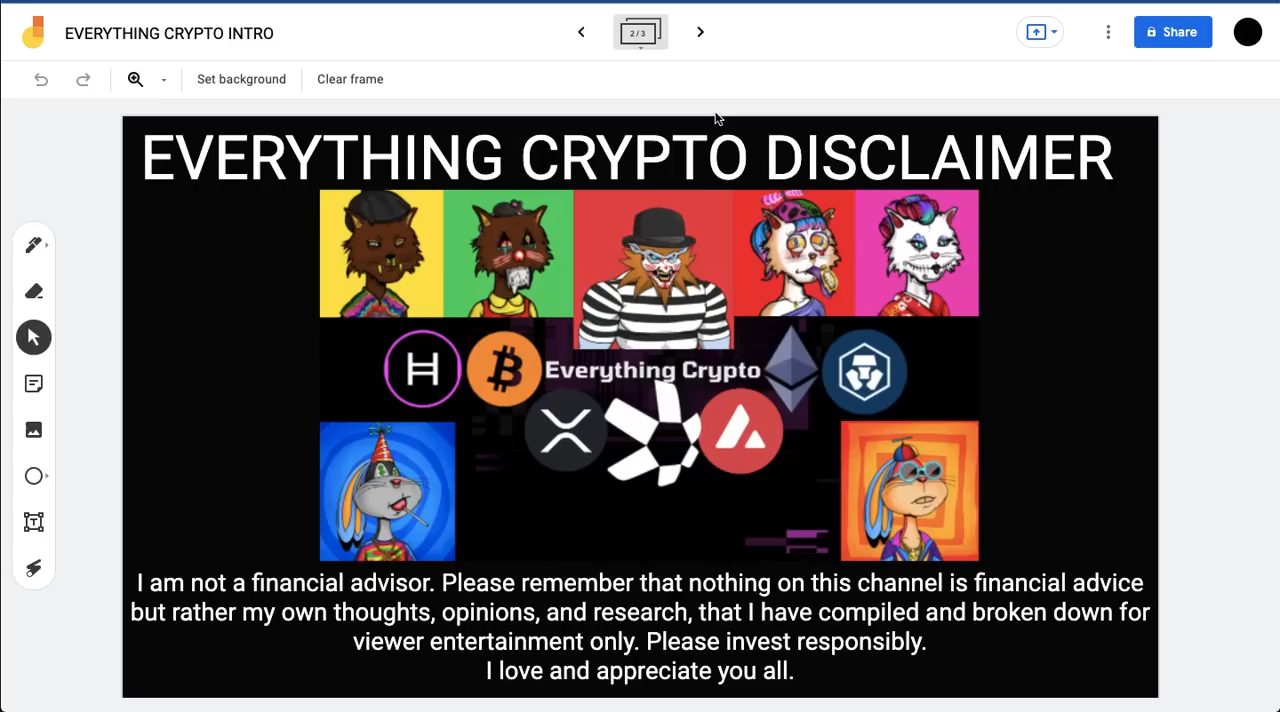 EVERYTHING CRYPTO INTRO
2 / 3
Share
Set background
Clear frame
EVERYTHING CRYPTO DISCLAIMER
Everything Crypto
I am not a financial advisor. Please remember that nothing on this channel is financial advice
but rather my own thoughts, opinions, and research, that I have compiled and broken down for
viewer entertainment only. Please invest responsibly.
I love and appreciate you all.